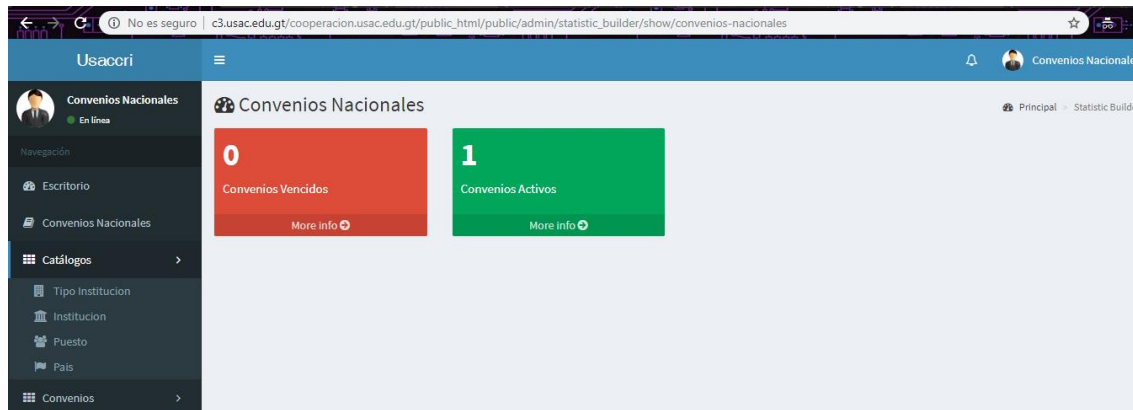 No es seguro | c3.usac.edu.gt/cooperacion.usac.edu.gt/public_html/public/admin/statistic_builder/show/convenios-nacionales
Usaccri
Convenios Nacionale
Convenios Nacionales
En línea
Convenios Nacionales
Principal > Statistic Build
Navegación
0
Convenios Vencidos
More info
1
Convenios Activos
More info
Escritorio
Convenios Nacionales
Catálogos
Tipo Institucion
Institucion
Puesto
Pais
Convenios